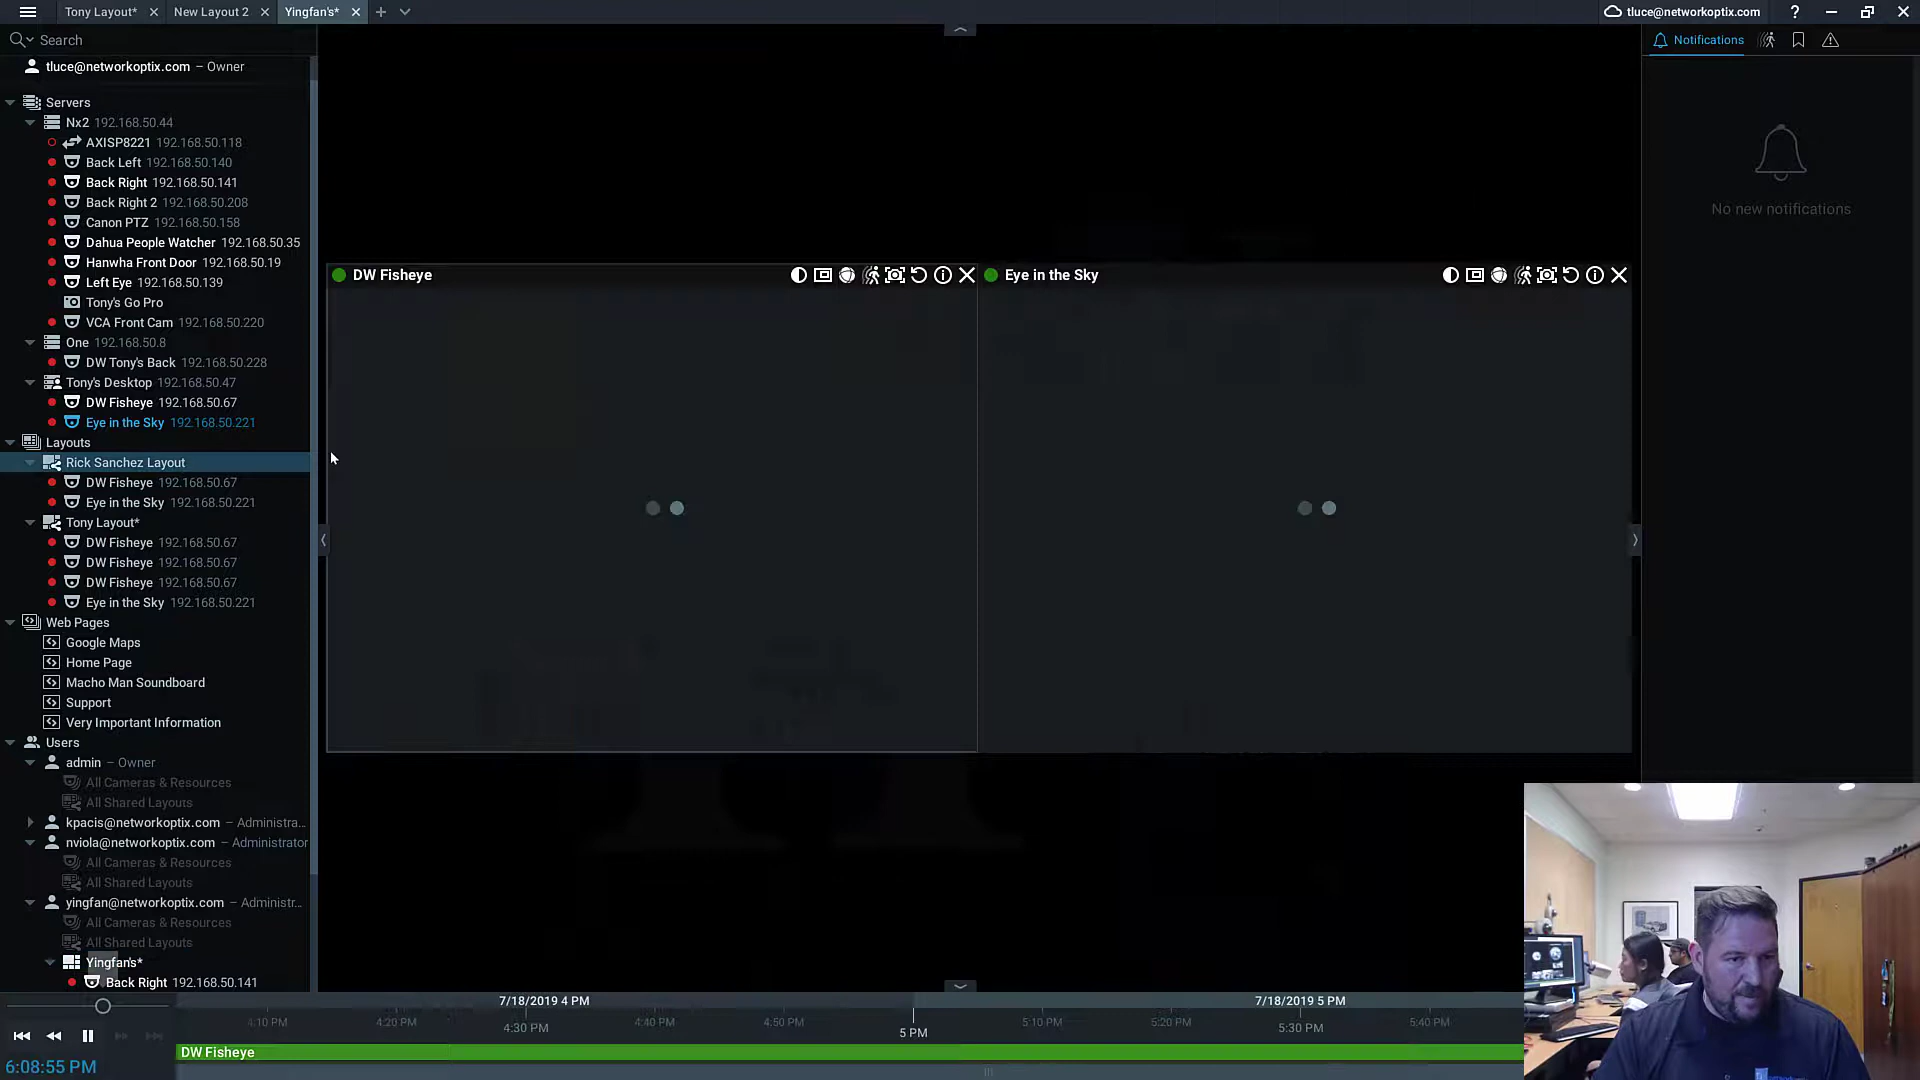 Tony Layout*
New Layout 2
Yingfan's*
tluce@networkoptix.com
?
Search
Notifications
tluce@networkoptix.com – Owner
Servers
Nx2 192.168.50.44
AXISP8221 192.168.50.118
Back Left 192.168.50.140
Back Right 192.168.50.141
Back Right 2 192.168.50.208
Canon PTZ 192.168.50.158
Dahua People Watcher 192.168.50.35
Hanwha Front Door 192.168.50.19
Left Eye 192.168.50.139
Tony's Go Pro
VCA Front Cam 192.168.50.220
One 192.168.50.8
DW Tony's Back 192.168.50.228
Tony's Desktop 192.168.50.47
DW Fisheye 192.168.50.67
Eye in the Sky 192.168.50.221
Layouts
Rick Sanchez Layout
DW Fisheye 192.168.50.67
Eye in the Sky 192.168.50.221
Tony Layout*
DW Fisheye 192.168.50.67
DW Fisheye 192.168.50.67
DW Fisheye 192.168.50.67
Eye in the Sky 192.168.50.221
Web Pages
Google Maps
Home Page
Macho Man Soundboard
Support
Very Important Information
Users
admin – Owner
All Cameras & Resources
All Shared Layouts
kpacis@networkoptix.com – Administra...
nviola@networkoptix.com – Administrator
All Cameras & Resources
All Shared Layouts
yingfan@networkoptix.com – Administr...
All Cameras & Resources
All Shared Layouts
Yingfan's*
Back Right 192.168.50.141
DW Fisheye
Eye in the Sky
No new notifications
7/18/2019 4 PM
7/18/2019 5 PM
4:10 PM
4:20 PM
4:30 PM
4:40 PM
4:50 PM
5 PM
5:10 PM
5:20 PM
5:30 PM
5:40 PM
DW Fisheye
6:08:55 PM